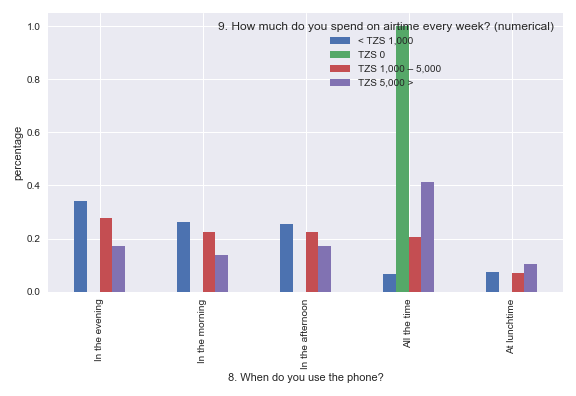 9. How much do you spend on airtime every week? (numerical)
< TZS 1,000
TZS 0
TZS 1,000 – 5,000
TZS 5,000 >
1.0
0.8
0.6
0.4
0.2
0.0
percentage
In the evening
In the morning
In the afternoon
All the time
At lunchtime
8. When do you use the phone?